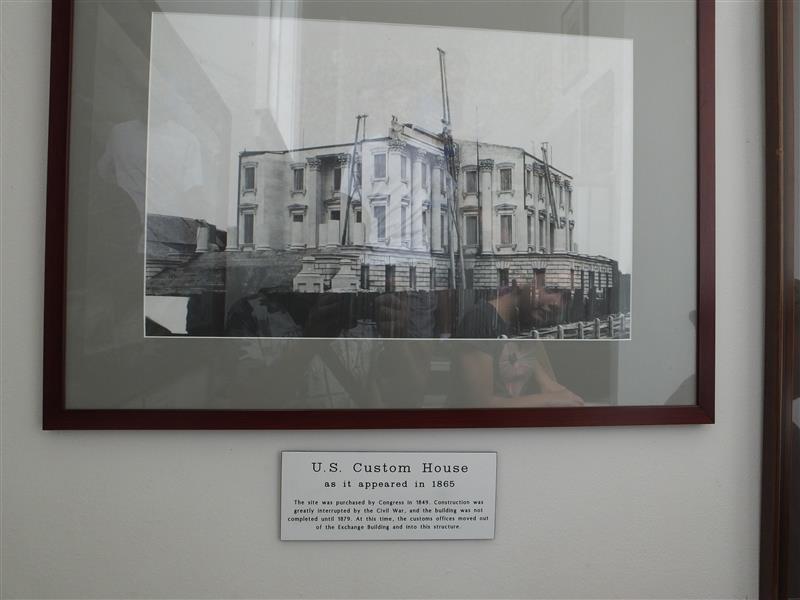 U.S. Custom House
as it appeared in 1865
The site was purchased by Congress in 1849. Construction was
greatly interrupted by the Civil War, and the building was not
completed until 1879. At this time, the customs offices moved out
of the Exchange Building and into this structure.